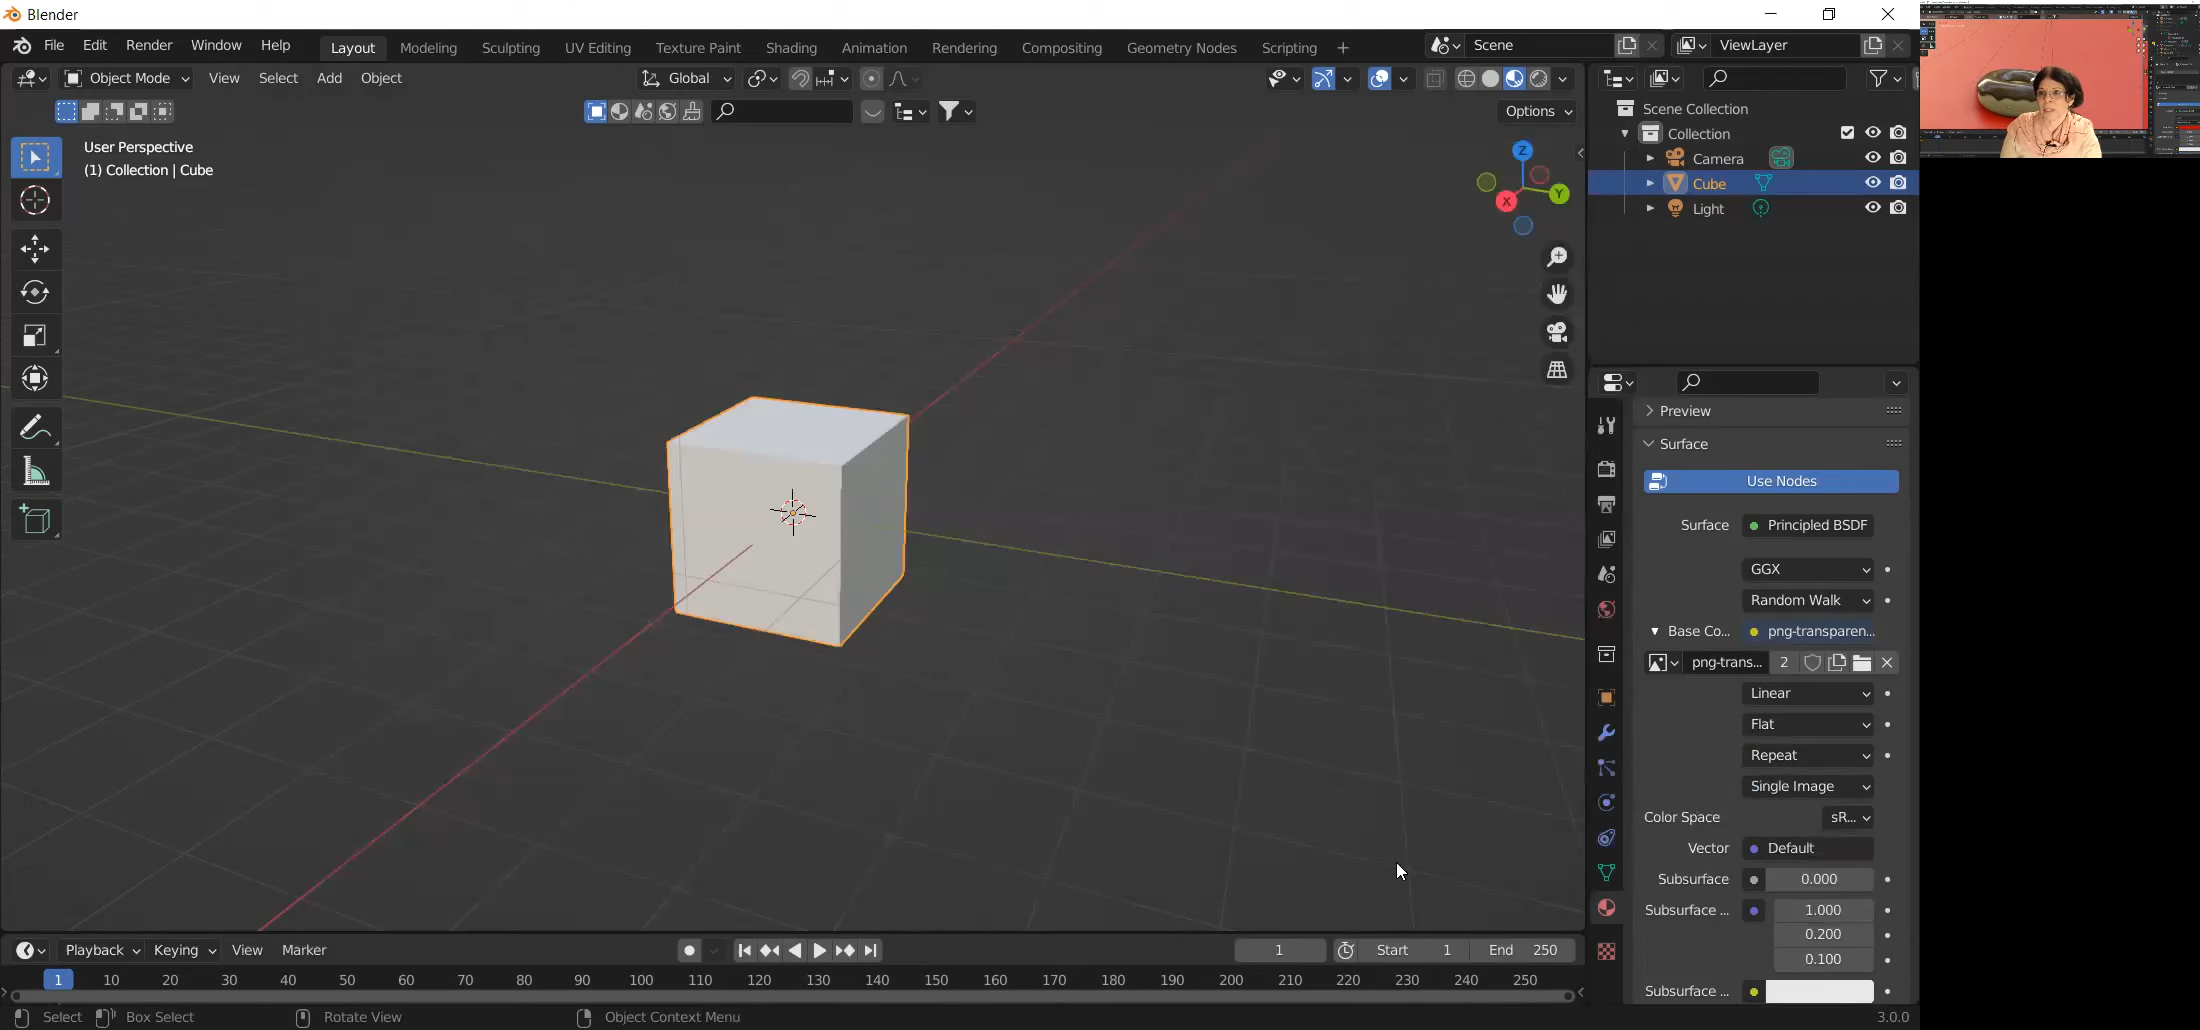 Blender
File Edit Render Window Help Layout Modeling Sculpting UV Editing Texture Paint Shading Animation Rendering Compositing Geometry Nodes Scripting + Scene ViewLayer
Object Mode View Select Add Object Global
Options
User Perspective
(1) Collection | Cube
Z
Y
X
Scene Collection
Collection
Camera
Cube
Light
Preview
Surface
Use Nodes
Surface Principled BSDF
GGX
Random Walk
Base Co... png-transparen...
png-trans... 2
Linear
Flat
Repeat
Single Image
Color Space sR...
Vector Default
Subsurface 0.000
Subsurface ... 1.000
0.200
0.100
Subsurface ...
Playback Keying View Marker 1 Start 1 End 250
1 10 20 30 40 50 60 70 80 90 100 110 120 130 140 150 160 170 180 190 200 210 220 230 240 250
Select Box Select Rotate View Object Context Menu 3.0.0